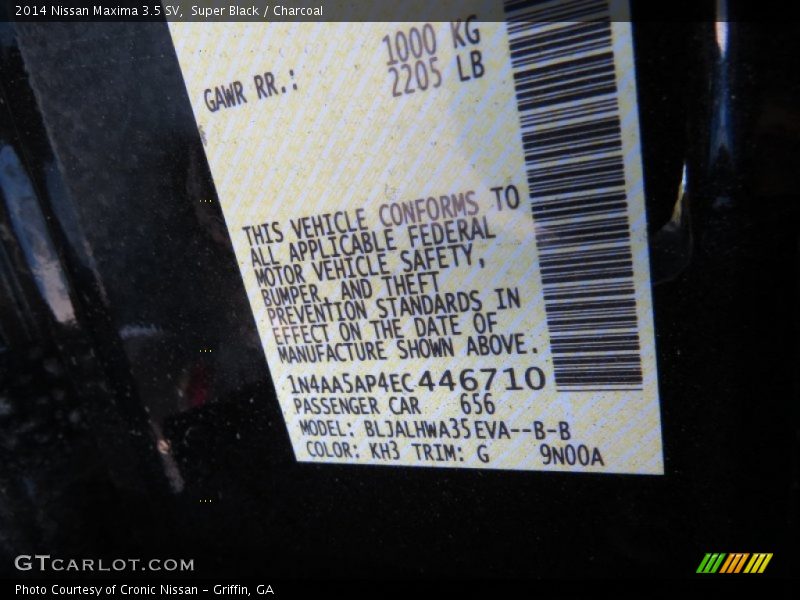 2014 Nissan Maxima 3.5 SV,  Super Black / Charcoal
GAWR RR.: 1000 KG
2205 LB
THIS VEHICLE CONFORMS TO
ALL APPLICABLE FEDERAL
MOTOR VEHICLE SAFETY,
BUMPER, AND THEFT
PREVENTION STANDARDS IN
EFFECT ON THE DATE OF
MANUFACTURE SHOWN ABOVE.
1N4AA5AP4EC446710
PASSENGER CAR 656
MODEL: BLJALHWA35EVA--B-B
COLOR: KH3 TRIM: G 9N00A
GTCARLOT.COM
Photo Courtesy of Cronic Nissan - Griffin, GA